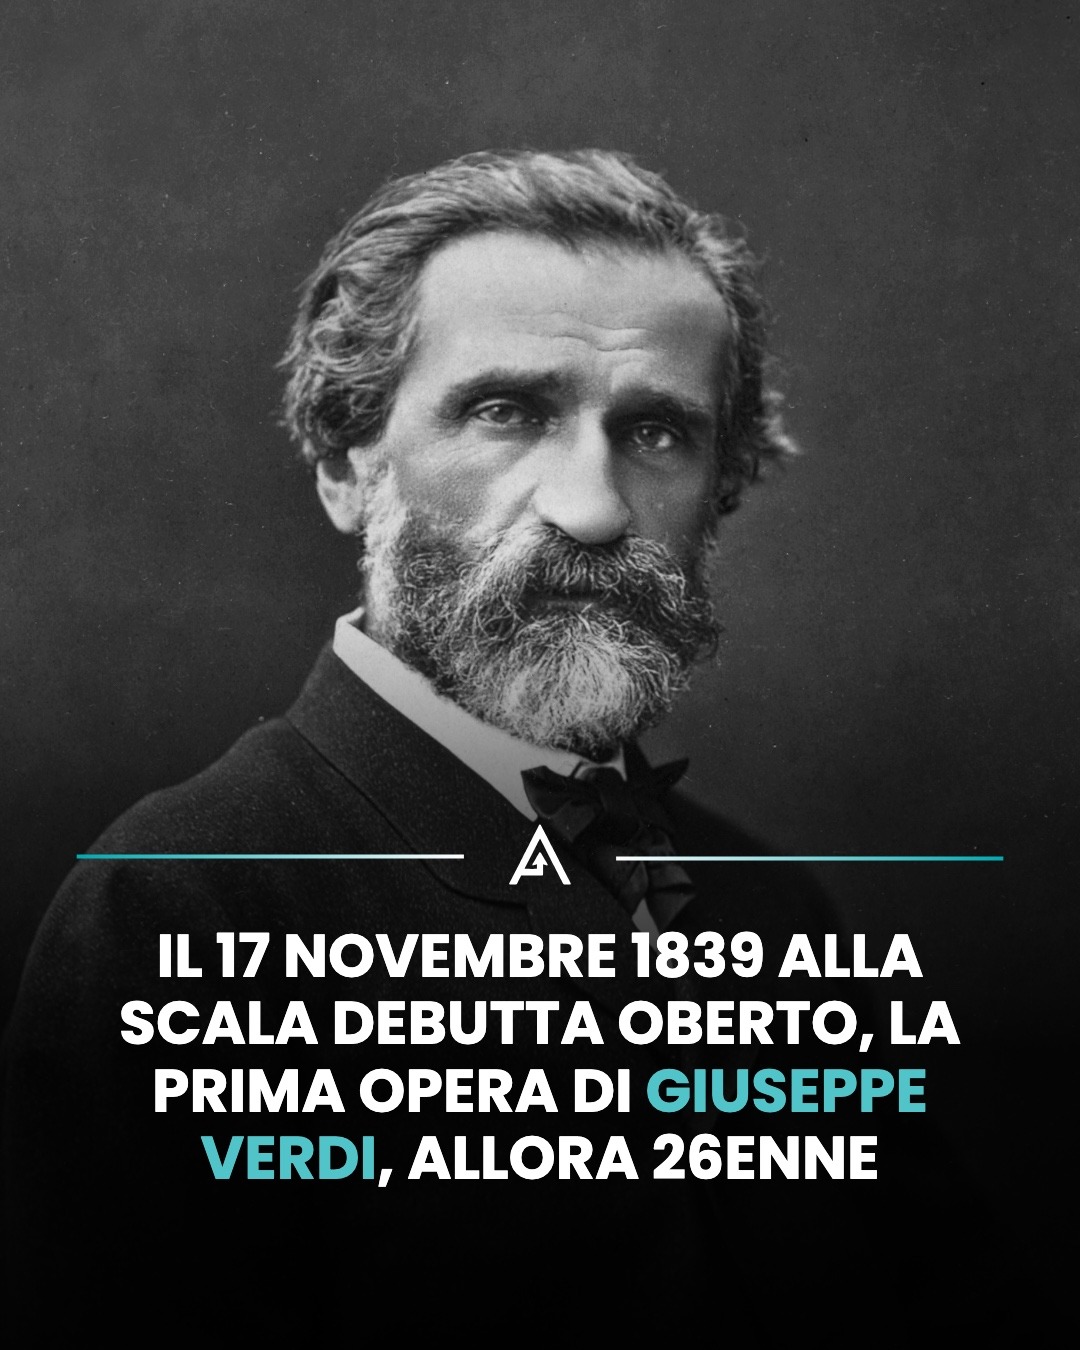 IL 17 NOVEMBRE 1839 ALLA
SCALA DEBUTTA OBERTO, LA
PRIMA OPERA DI GIUSEPPE
VERDI, ALLORA 26ENNE